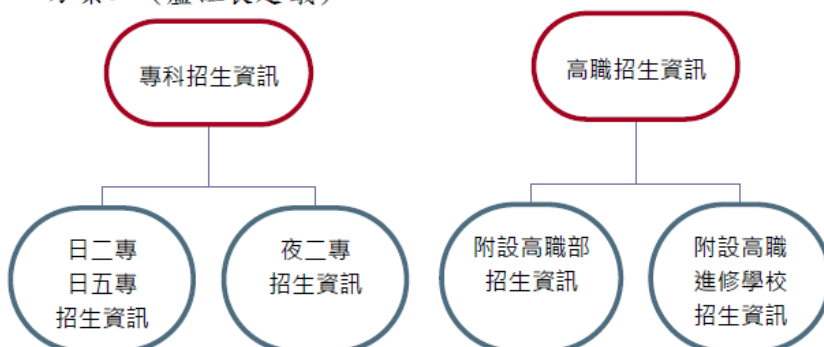 專科招生資訊
高職招生資訊
日二專
日五專
招生資訊
夜二專
招生資訊
附設高職部
招生資訊
附設高職
進修學校
招生資訊